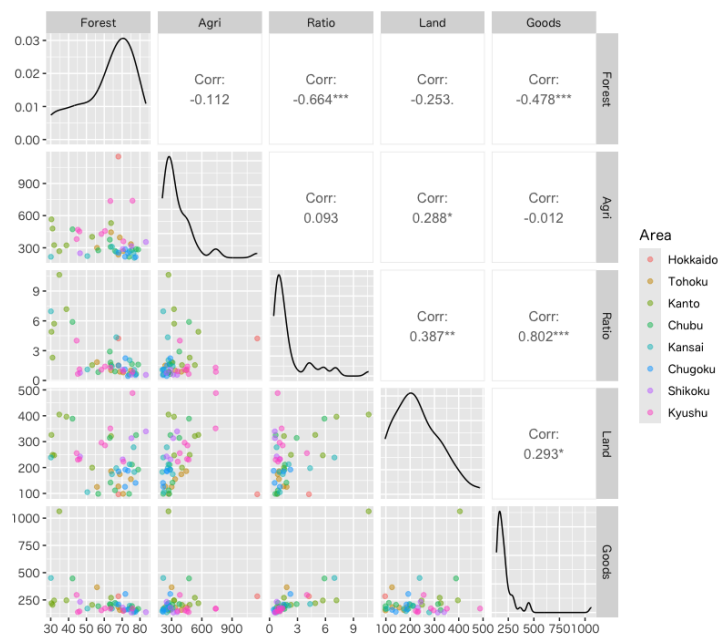 Forest Agri Ratio Land Goods
0.03
0.02
0.01
0.00
Corr:
-0.112
Corr:
-0.664***
Corr:
-0.253.
Corr:
-0.478***
Forest
900
600
300
Corr:
0.093
Corr:
0.288*
Corr:
-0.012
Agri
9
6
3
0
Corr:
0.387**
Corr:
0.802***
Ratio
500
400
300
200
100
Corr:
0.293*
Land
1000
750
500
250
Goods
30 40 50 60 70 80 300 600 900 0 3 6 9 100 200 300 400 500 250 500 750 1000
Area
Hokkaido
Tohoku
Kanto
Chubu
Kansai
Chugoku
Shikoku
Kyushu